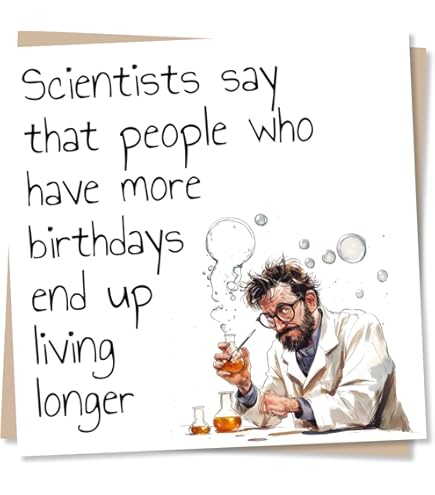 Scientists say
that people who
have more
birthdays
end up
living
longer